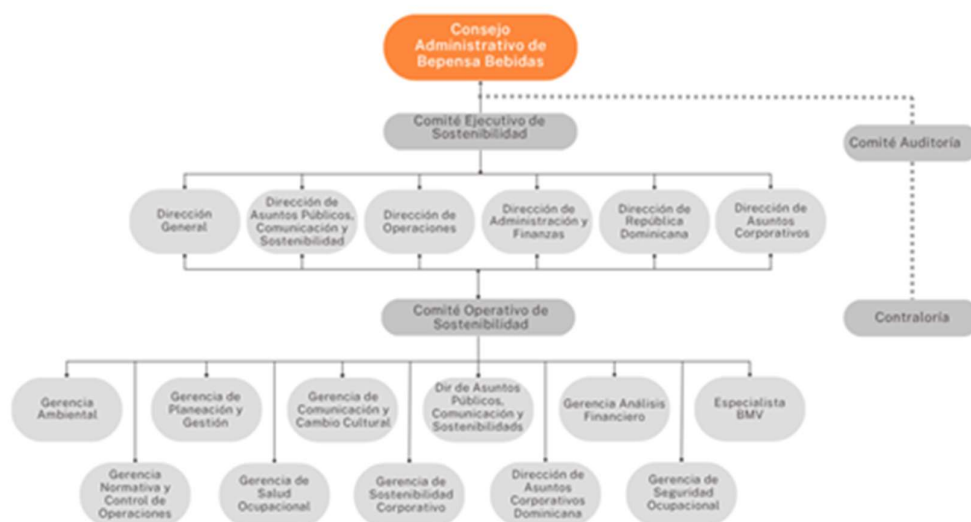 Consejo
Administrativo de
Bepensa Bebidas
Comité Ejecutivo de
Sostenibilidad
Comité Auditoría
Dirección
General
Dirección de
Asuntos Públicos,
Comunicación y
Sostenibilidad
Dirección de
Operaciones
Dirección de
Administración y
Finanzas
Dirección de
República
Dominicana
Dirección de
Asuntos
Corporativos
Comité Operativo de
Sostenibilidad
Contraloría
Gerencia
Ambiental
Gerencia de
Planeación y
Gestión
Gerencia de
Comunicación y
Cambio Cultural
Dir de Asuntos
Públicos,
Comunicación y
Sostenibilidads
Gerencia Análisis
Financiero
Especialista
BMV
Gerencia
Normativa y
Control de
Operaciones
Gerencia de
Salud
Ocupacional
Gerencia de
Sostenibilidad
Corporativo
Dirección de
Asuntos
Corporativos
Dominicana
Gerencia de
Seguridad
Ocupacional